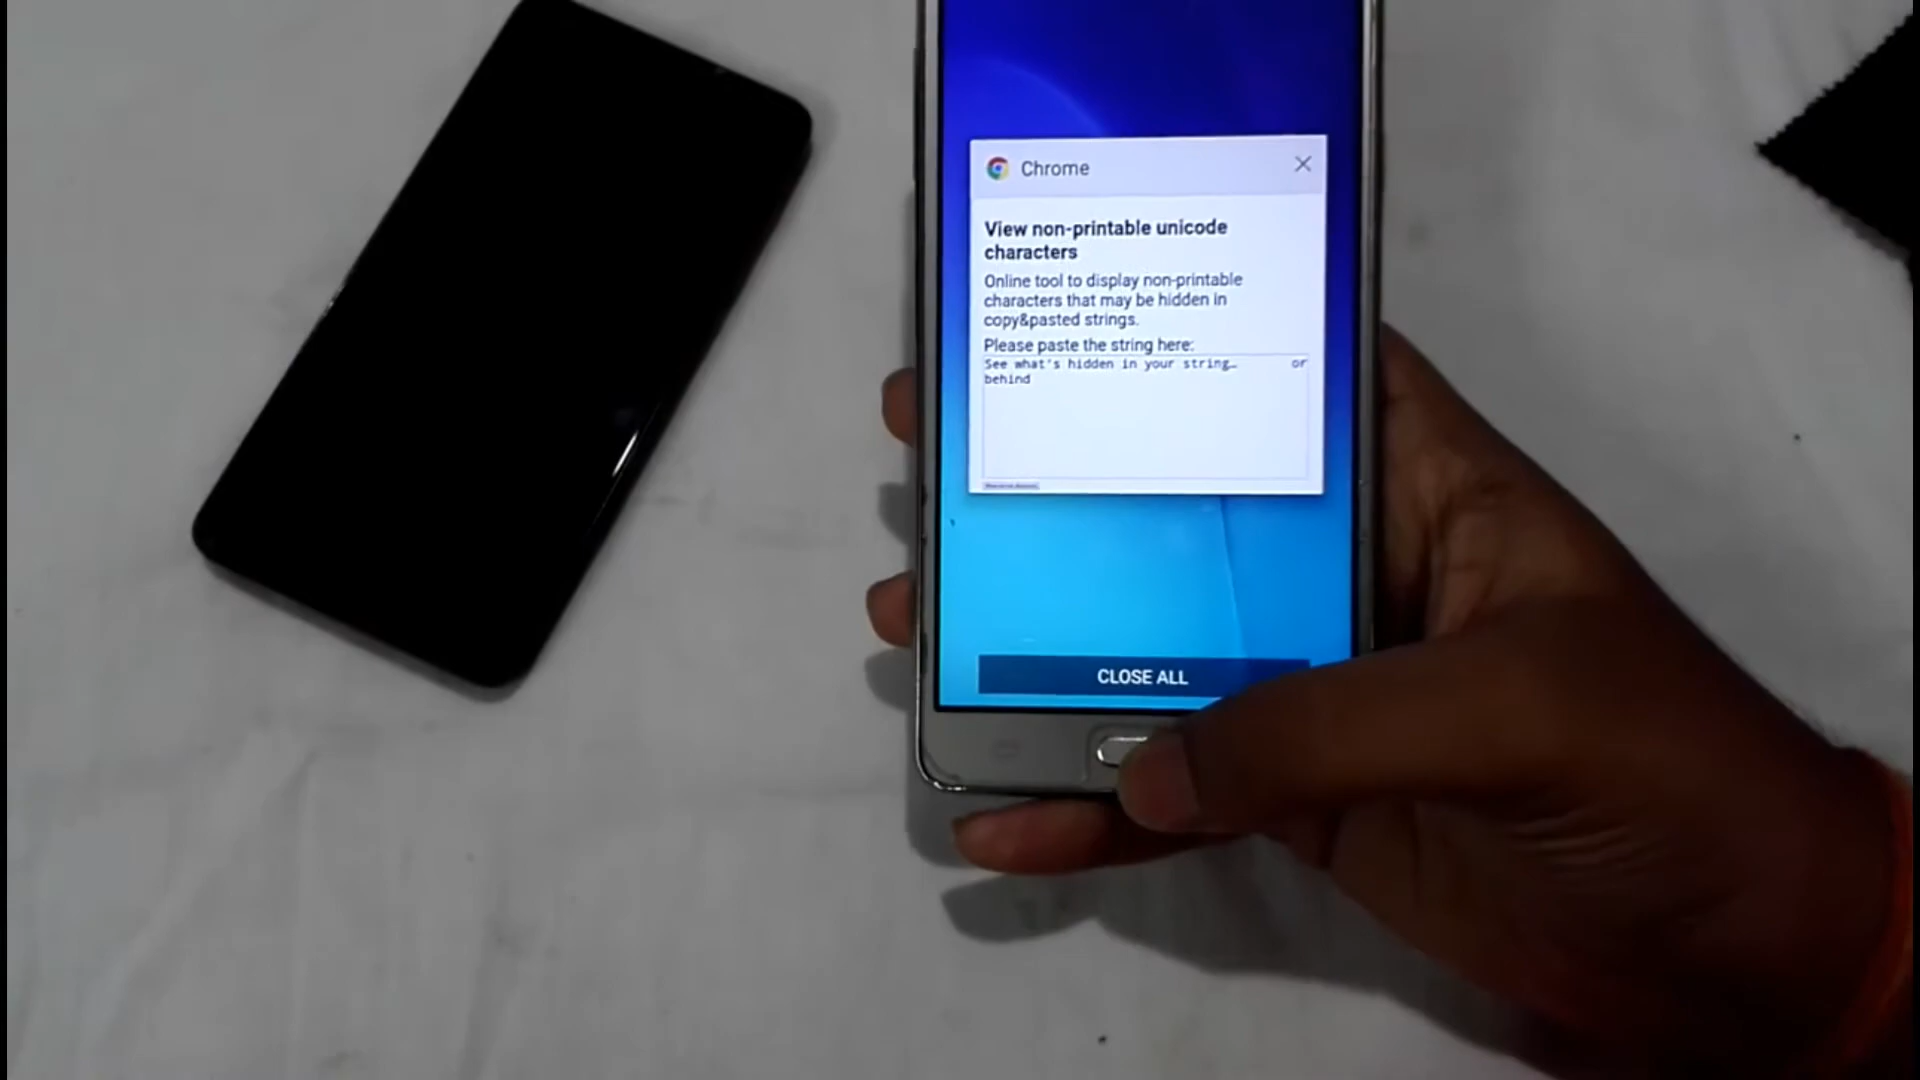 Chrome
View non-printable unicode
characters
Online tool to display non-printable
characters that may be hidden in
copy&pasted strings.
Please paste the string here:
See what's hidden in your string… or
behind
CLOSE ALL